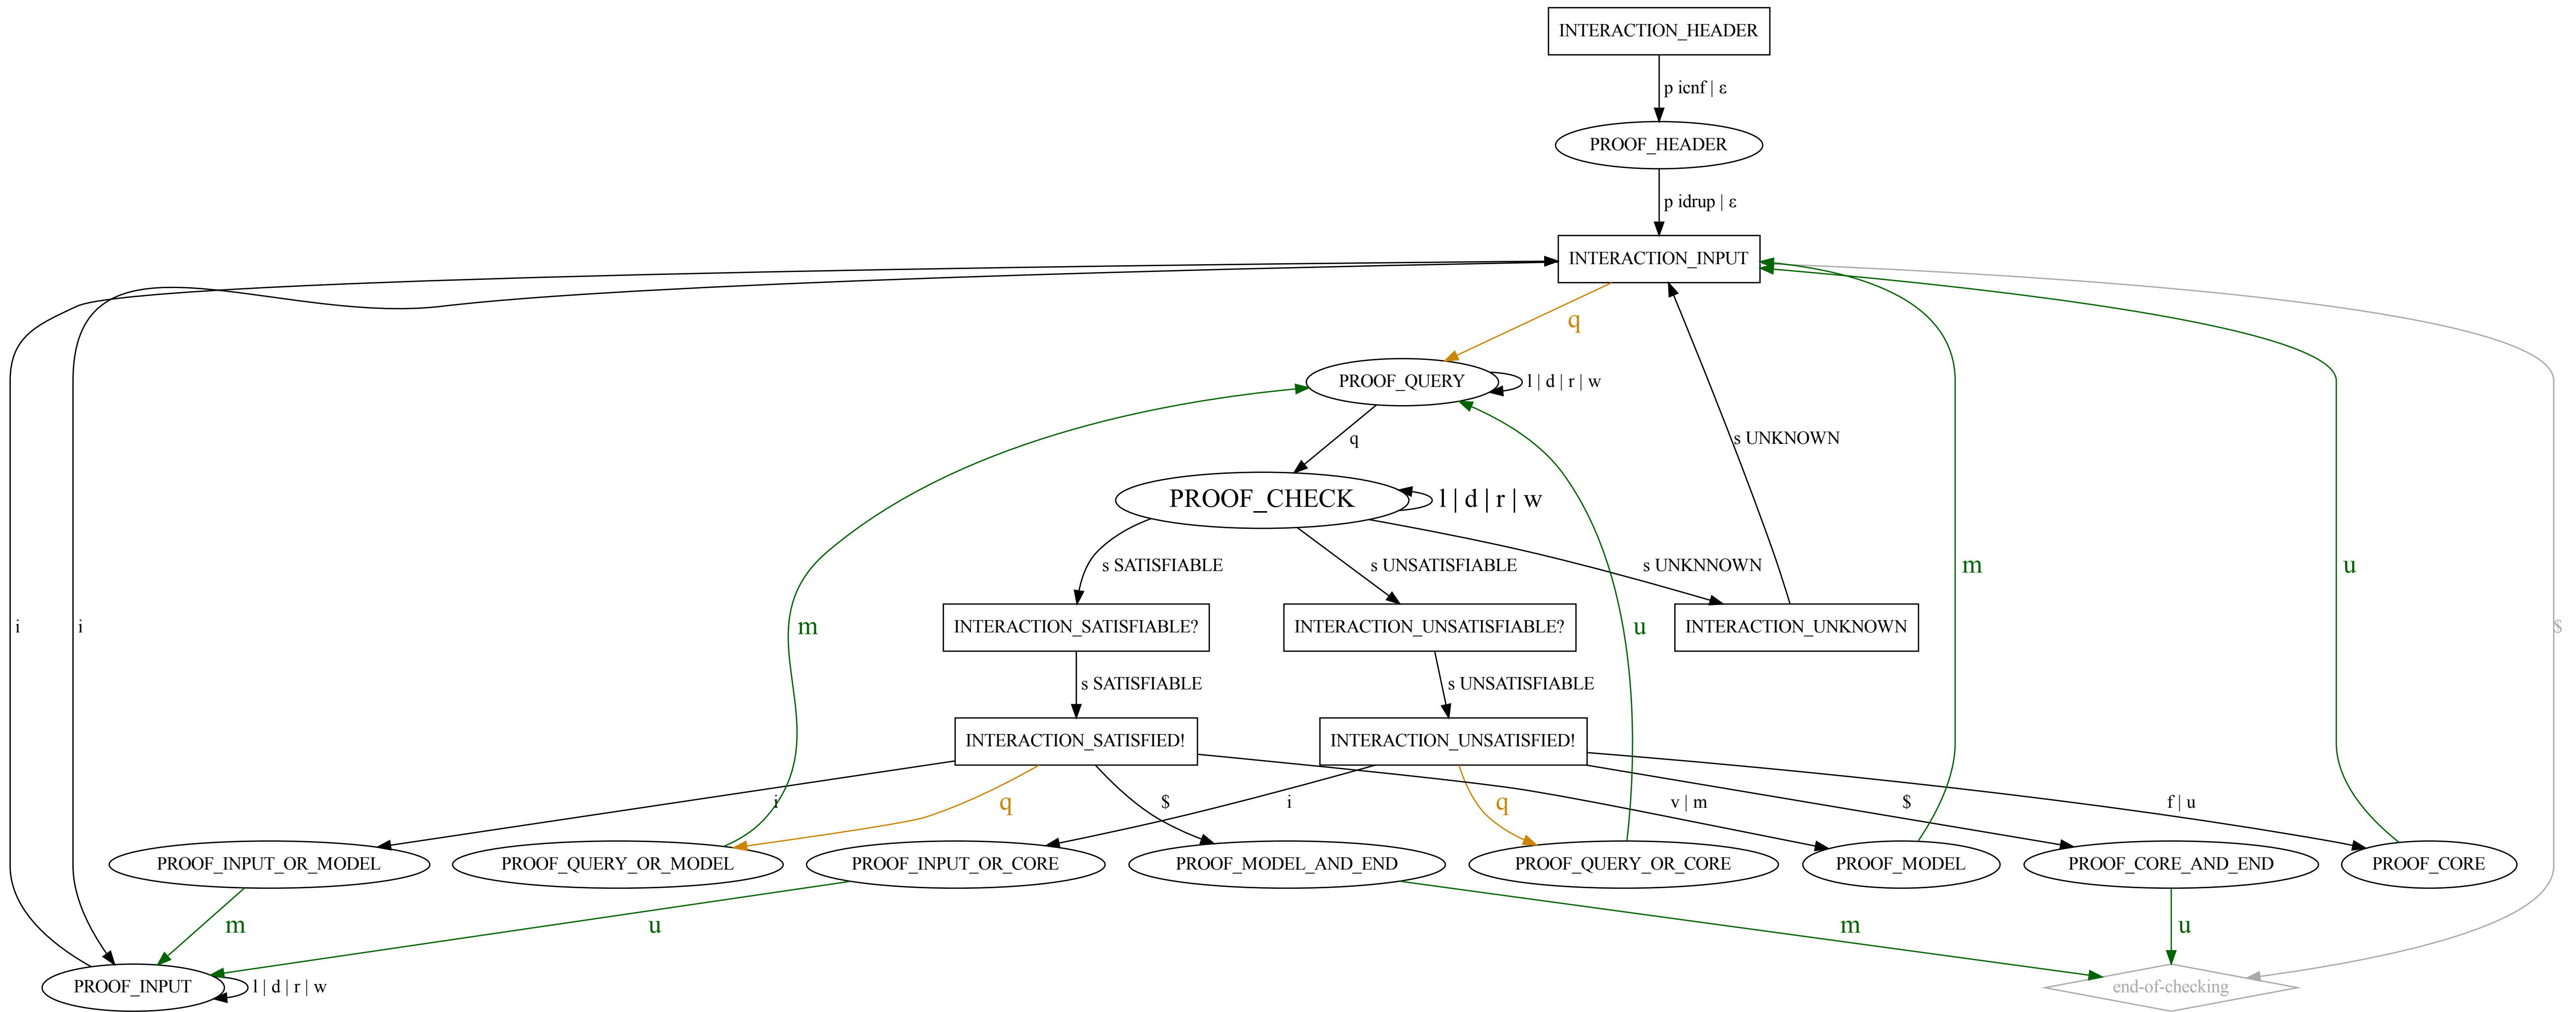 INTERACTION_HEADER
p icnf | ε
PROOF_HEADER
p idrup | ε
INTERACTION_INPUT
q
PROOF_QUERY
l | d | r | w
q
s UNKNOWN
PROOF_CHECK
l | d | r | w
s SATISFIABLE
s UNSATISFIABLE
s UNKNNOWN
m
u
i
i
m
INTERACTION_SATISFIABLE?
INTERACTION_UNSATISFIABLE?
u
INTERACTION_UNKNOWN
$
s SATISFIABLE
s UNSATISFIABLE
INTERACTION_SATISFIED!
INTERACTION_UNSATISFIED!
i
q
$
i
q
v | m
$
f | u
PROOF_INPUT_OR_MODEL
PROOF_QUERY_OR_MODEL
PROOF_INPUT_OR_CORE
PROOF_MODEL_AND_END
PROOF_QUERY_OR_CORE
PROOF_MODEL
PROOF_CORE_AND_END
PROOF_CORE
m
u
m
u
PROOF_INPUT
l | d | r | w
end-of-checking